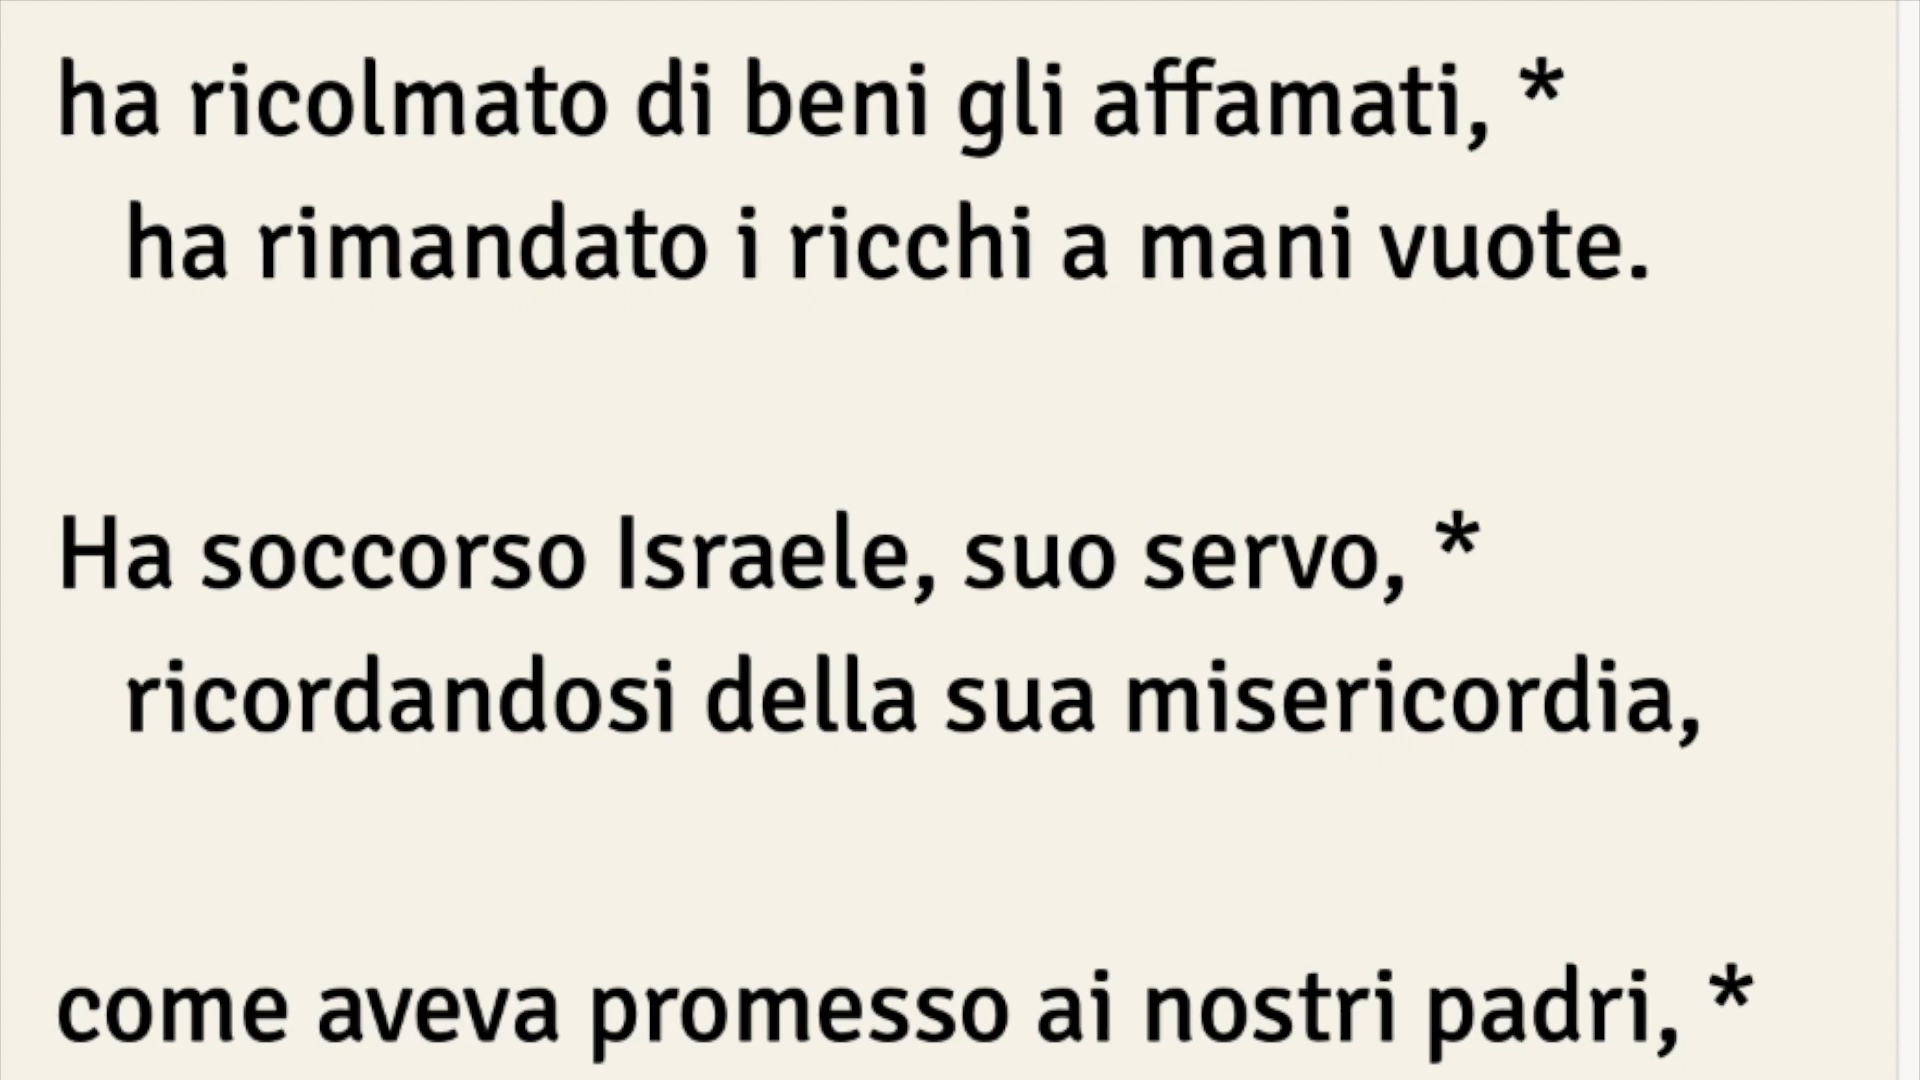 ha ricolmato di beni gli affamati, *
ha rimandato i ricchi a mani vuote.
Ha soccorso Israele, suo servo, *
ricordandosi della sua misericordia,
come aveva promesso ai nostri padri, *